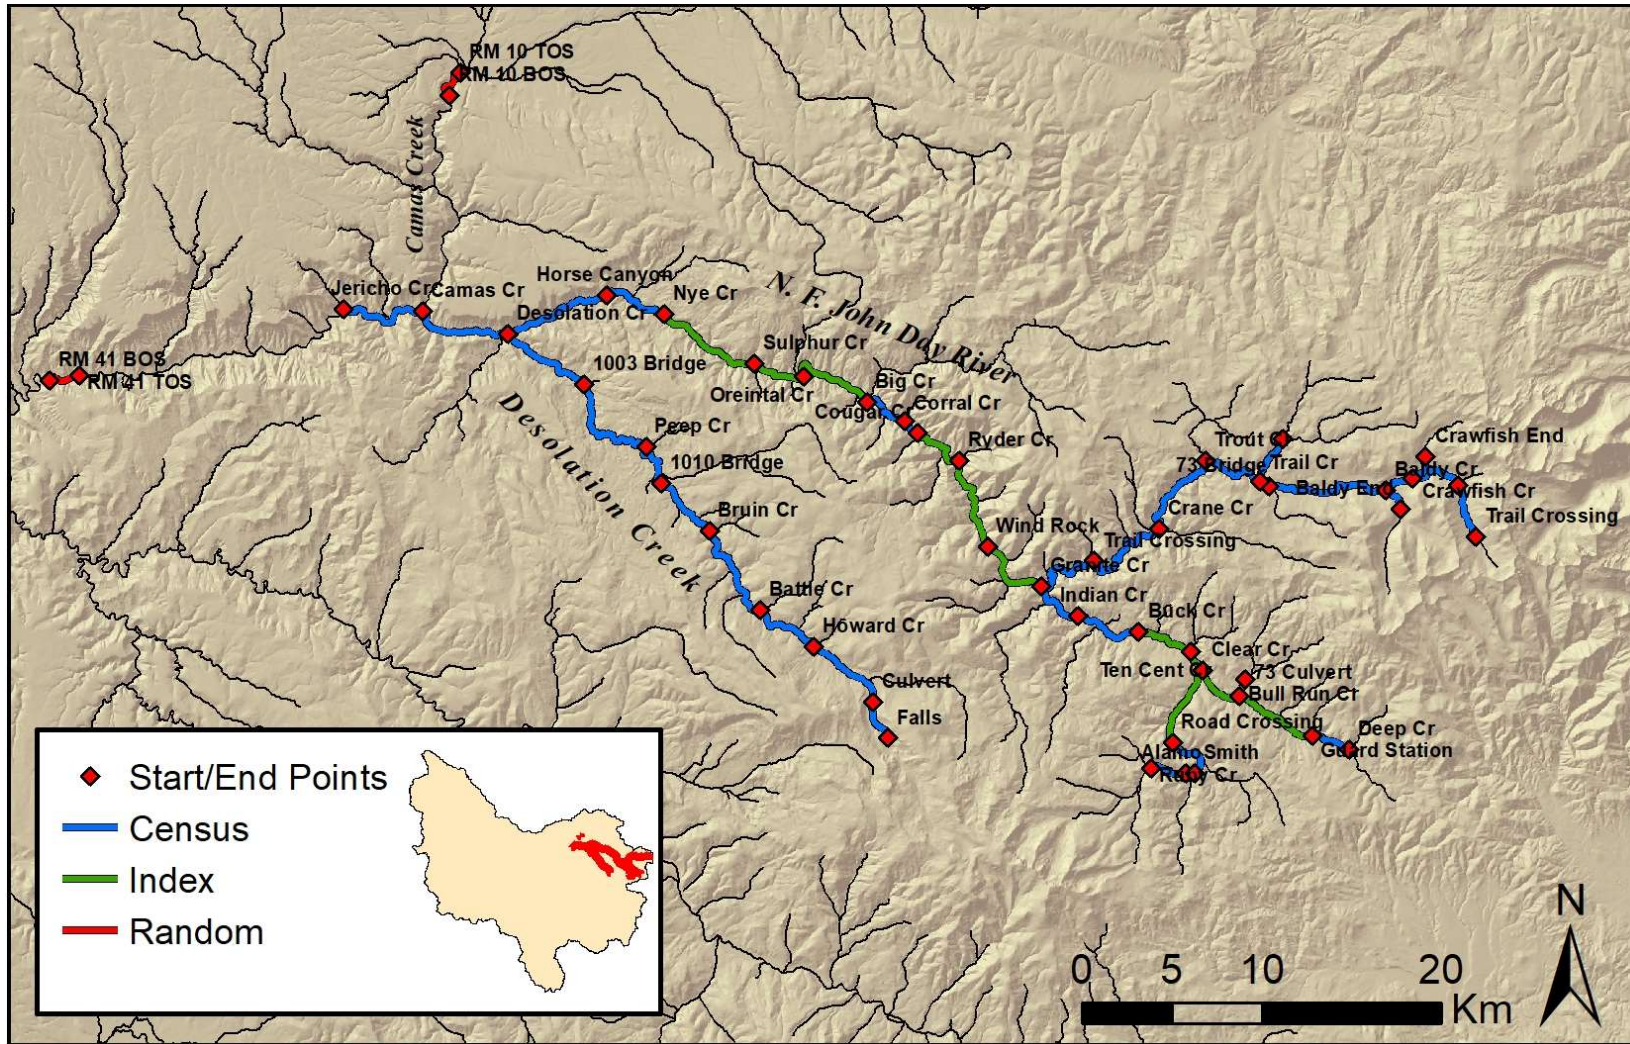 RM 10 TOS
RM 10 BOS
Camas Creek
Jericho Cr
Camas Cr
Horse Canyon
Desolation Cr
Nye Cr
N. F. John Day River
RM 41 BOS
RM 41 TOS
1003 Bridge
Sulphur Cr
Oreintal Cr
Big Cr
Cougar Cr
Corral Cr
Desolation Creek
Peep Cr
1010 Bridge
Ryder Cr
Trout Cr
73 Bridge
Trail Cr
Crawfish End
Baldy Cr
Baldy End
Crawfish Cr
Trail Crossing
Bruin Cr
Wind Rock
Crane Cr
Trail Crossing
Granite Cr
Indian Cr
Buck Cr
Battle Cr
Howard Cr
Clear Cr
Ten Cent Cr
73 Culvert
Bull Run Cr
Culvert
Falls
Road Crossing
Deep Cr
Guard Station
Alamo
Smith
Ruby Cr
Start/End Points
Census
Index
Random
0 5 10 20
Km
N